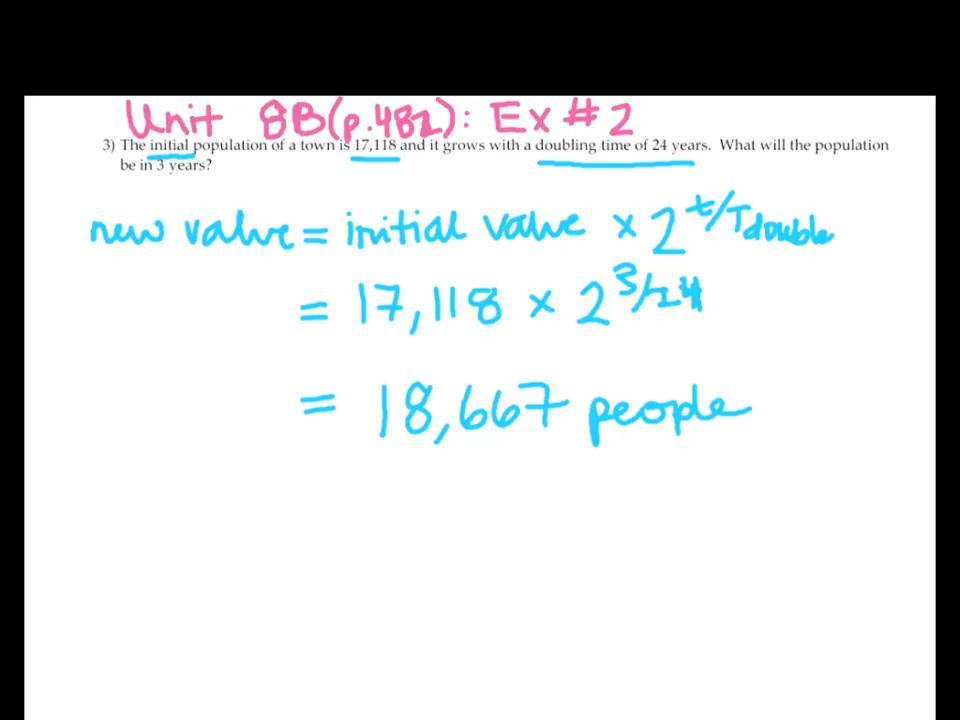 Unit 8B(p.482): Ex #2
3) The initial population of a town is 17,118 and it grows with a doubling time of 24 years. What will the population
be in 3 years?
new value = initial value × 2^t/Tdouble
= 17,118 × 2^3/24
= 18,667 people